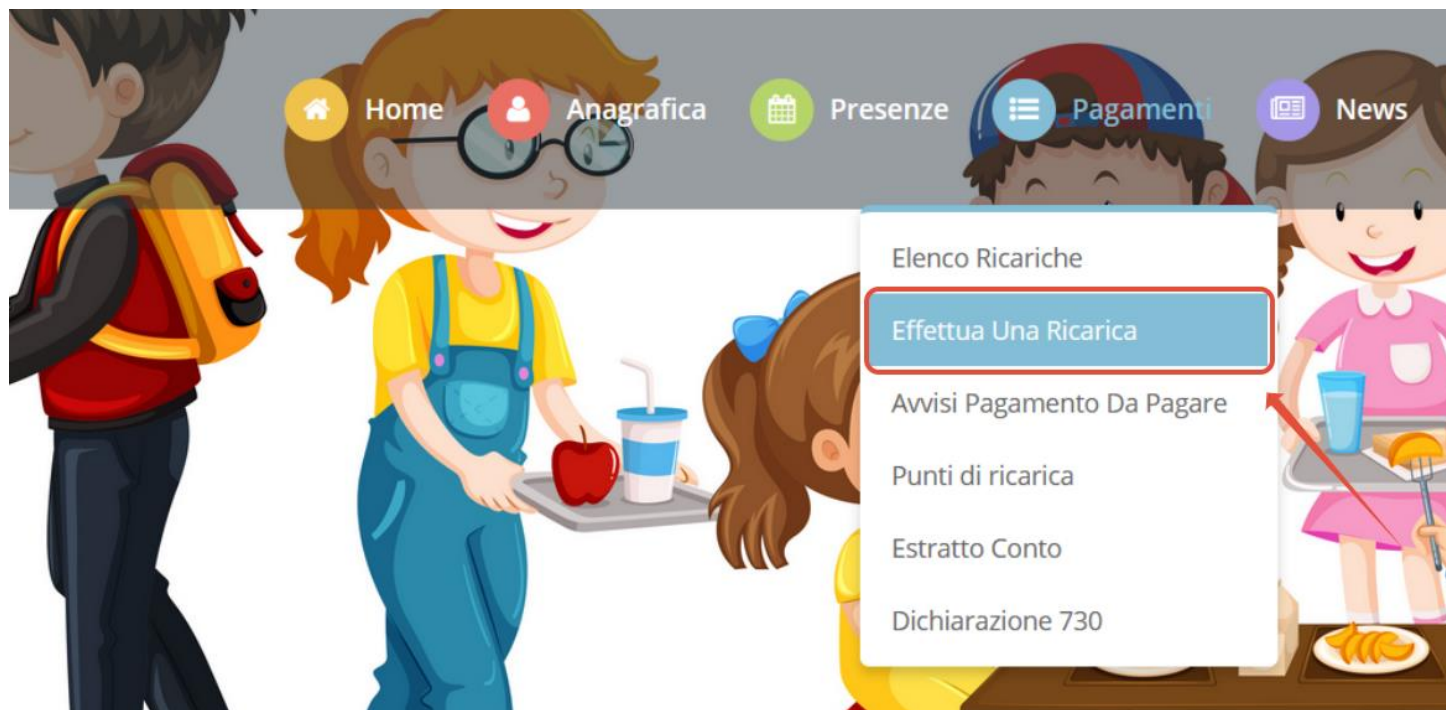 Home Anagrafica Presenze Pagamenti News
Elenco Ricariche
Effettua Una Ricarica
Avvisi Pagamento Da Pagare
Punti di ricarica
Estratto Conto
Dichiarazione 730